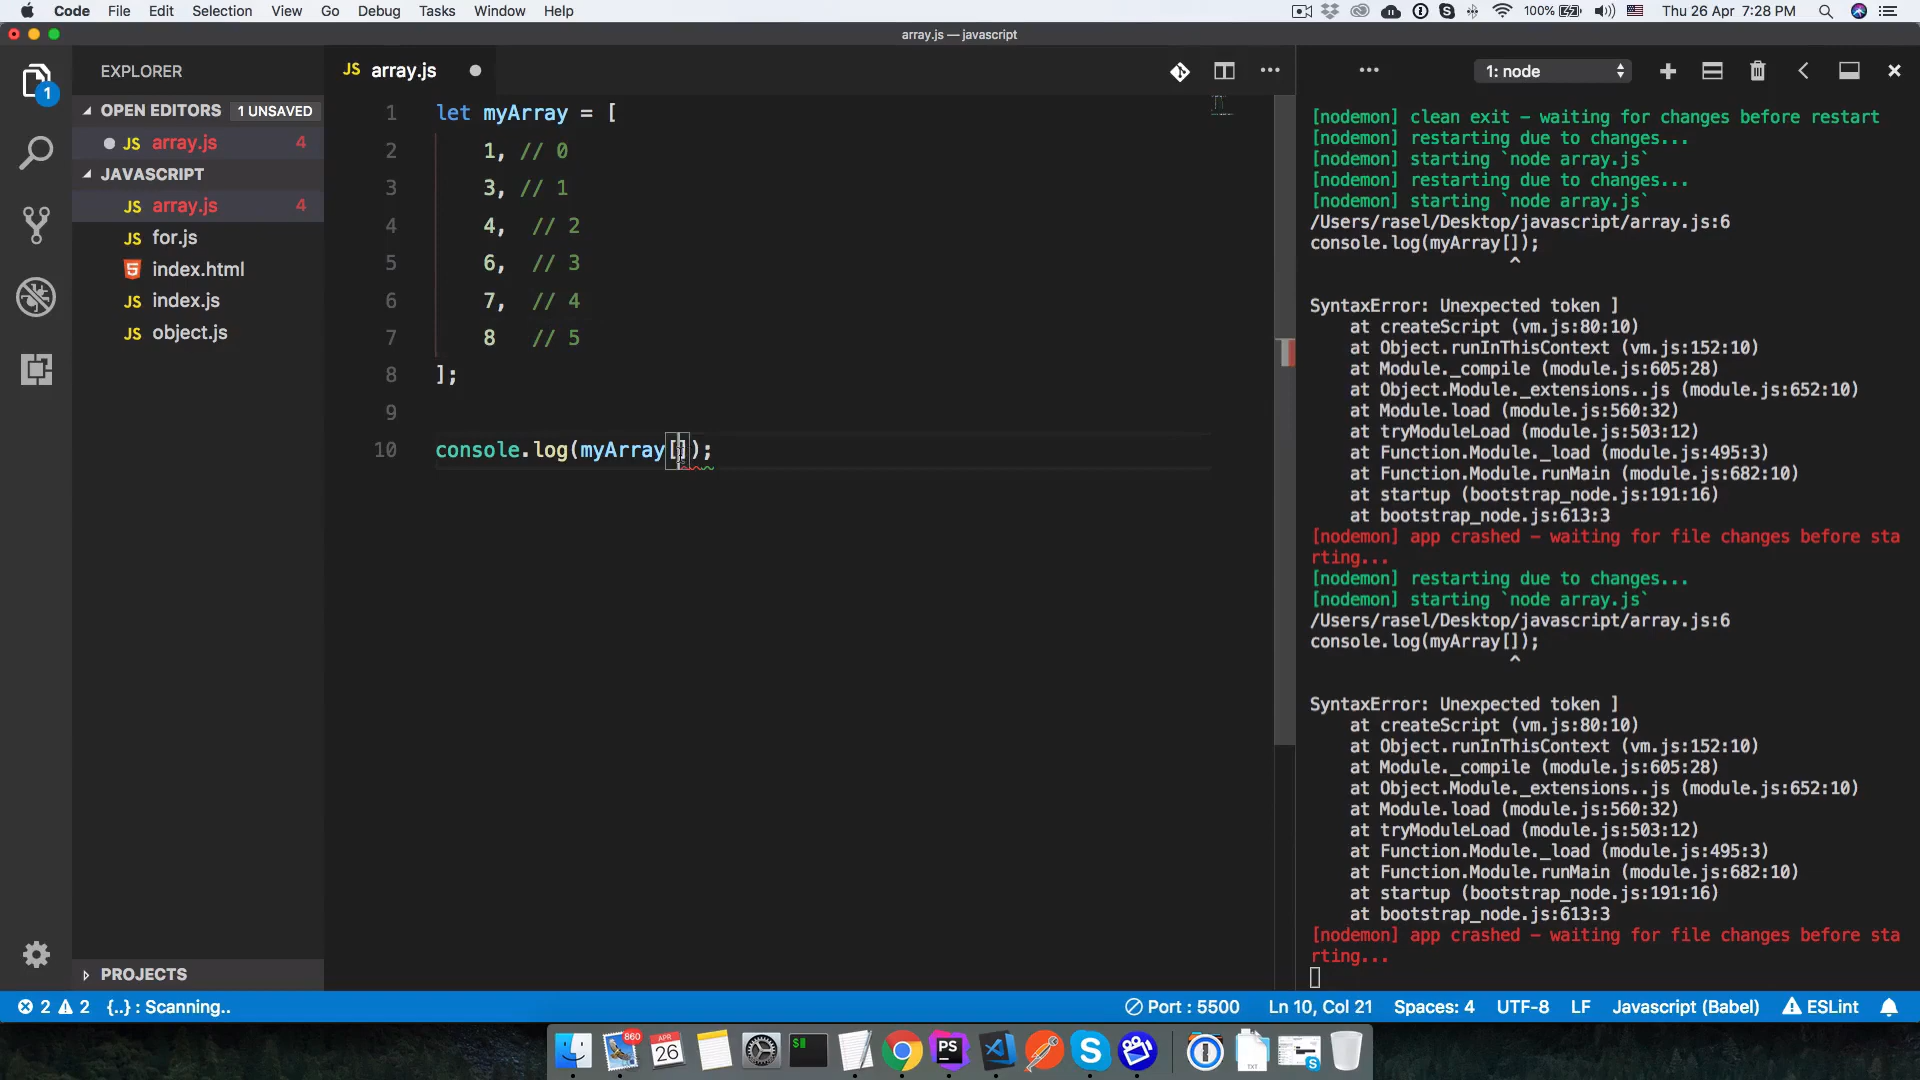 Code File Edit Selection View Go Debug Tasks Window Help
100% Thu 26 Apr 7:28 PM
array.js — javascript
EXPLORER
OPEN EDITORS 1 UNSAVED
JS array.js 4
JAVASCRIPT
JS array.js 4
JS for.js
index.html
JS index.js
JS object.js
PROJECTS
1
JS array.js
1 let myArray = [
2 1, // 0
3 3, // 1
4 4, // 2
5 6, // 3
6 7, // 4
7 8 // 5
8 ];
9
10 console.log(myArray[]);
1: node
[nodemon] clean exit - waiting for changes before restart
[nodemon] restarting due to changes...
[nodemon] starting `node array.js`
[nodemon] restarting due to changes...
[nodemon] starting `node array.js`
/Users/rasel/Desktop/javascript/array.js:6
console.log(myArray[]);
^
SyntaxError: Unexpected token ]
at createScript (vm.js:80:10)
at Object.runInThisContext (vm.js:152:10)
at Module._compile (module.js:605:28)
at Object.Module._extensions..js (module.js:652:10)
at Module.load (module.js:560:32)
at tryModuleLoad (module.js:503:12)
at Function.Module._load (module.js:495:3)
at Function.Module.runMain (module.js:682:10)
at startup (bootstrap_node.js:191:16)
at bootstrap_node.js:613:3
[nodemon] app crashed - waiting for file changes before sta
rting...
[nodemon] restarting due to changes...
[nodemon] starting `node array.js`
/Users/rasel/Desktop/javascript/array.js:6
console.log(myArray[]);
^
SyntaxError: Unexpected token ]
at createScript (vm.js:80:10)
at Object.runInThisContext (vm.js:152:10)
at Module._compile (module.js:605:28)
at Object.Module._extensions..js (module.js:652:10)
at Module.load (module.js:560:32)
at tryModuleLoad (module.js:503:12)
at Function.Module._load (module.js:495:3)
at Function.Module.runMain (module.js:682:10)
at startup (bootstrap_node.js:191:16)
at bootstrap_node.js:613:3
[nodemon] app crashed - waiting for file changes before sta
rting...
2 2 {..} : Scanning.. Port : 5500 Ln 10, Col 21 Spaces: 4 UTF-8 LF Javascript (Babel) ESLint
860
APR
26
$
PS
S
TXT